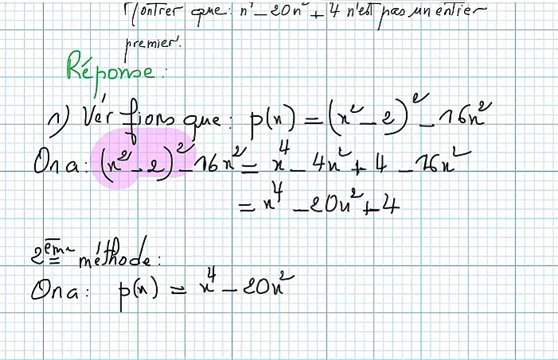 Montrer que: n⁴ - 20n² + 4 n'est pas un entier
premier.
Réponse:
1) Vérifions que: p(x) = (x² - 2)² - 16x²
On a: (x² - 2)² - 16x² = x⁴ - 4x² + 4 - 16x²
= x⁴ - 20x² + 4
2ème méthode:
On a: p(x) = x⁴ - 20x²